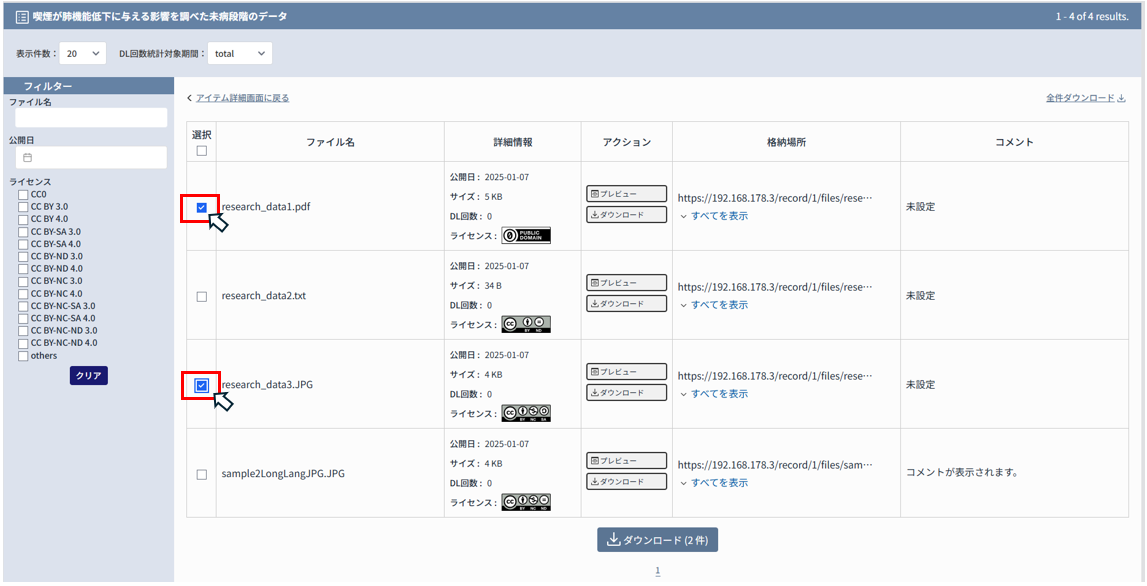 喫煙が肺機能低下に与える影響を調べた未病段階のデータ
1 - 4 of 4 results.
表示件数： 20 DL回数統計対象期間： total
フィルター
ファイル名
公開日
ライセンス
CC0
CC BY 3.0
CC BY 4.0
CC BY-SA 3.0
CC BY-SA 4.0
CC BY-ND 3.0
CC BY-ND 4.0
CC BY-NC 3.0
CC BY-NC 4.0
CC BY-NC-SA 3.0
CC BY-NC-SA 4.0
CC BY-NC-ND 3.0
CC BY-NC-ND 4.0
others
クリア
アイテム詳細画面に戻る
全件ダウンロード
選択 ファイル名 詳細情報 アクション 格納場所 コメント
research_data1.pdf
公開日： 2025-01-07
サイズ： 5 KB
DL回数： 0
ライセンス： PUBLIC DOMAIN
プレビュー
ダウンロード
https://192.168.178.3/record/1/files/rese…
すべてを表示
未設定
research_data2.txt
公開日： 2025-01-07
サイズ： 34 B
DL回数： 0
ライセンス： cc BY ND
プレビュー
ダウンロード
https://192.168.178.3/record/1/files/rese…
すべてを表示
未設定
research_data3.JPG
公開日： 2025-01-07
サイズ： 4 KB
DL回数： 0
ライセンス： cc BY NC SA
プレビュー
ダウンロード
https://192.168.178.3/record/1/files/rese…
すべてを表示
未設定
sample2LongLangJPG.JPG
公開日： 2025-01-07
サイズ： 4 KB
DL回数： 0
ライセンス： cc BY NC ND
プレビュー
ダウンロード
https://192.168.178.3/record/1/files/sam…
すべてを表示
コメントが表示されます。
ダウンロード (2 件)
1